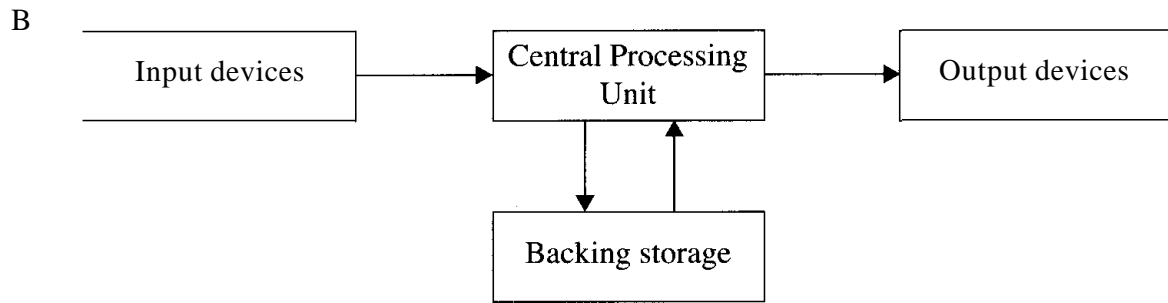 B
Input devices
Central Processing
Unit
Output devices
Backing storage